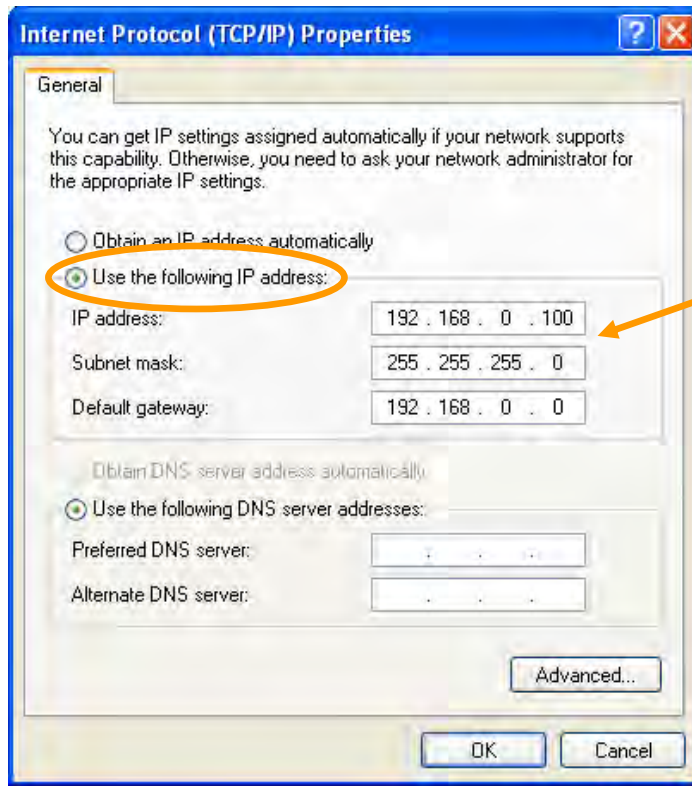 Internet Protocol (TCP/IP) Properties
General
You can get IP settings assigned automatically if your network supports
this capability. Otherwise, you need to ask your network administrator for
the appropriate IP settings.
Obtain an IP address automatically
Use the following IP address:
IP address: 192 . 168 . 0 . 100
Subnet mask: 255 . 255 . 255 . 0
Default gateway: 192 . 168 . 0 . 0
Obtain DNS server address automatically
Use the following DNS server addresses:
Preferred DNS server: . . .
Alternate DNS server: . . .
Advanced...
OK Cancel